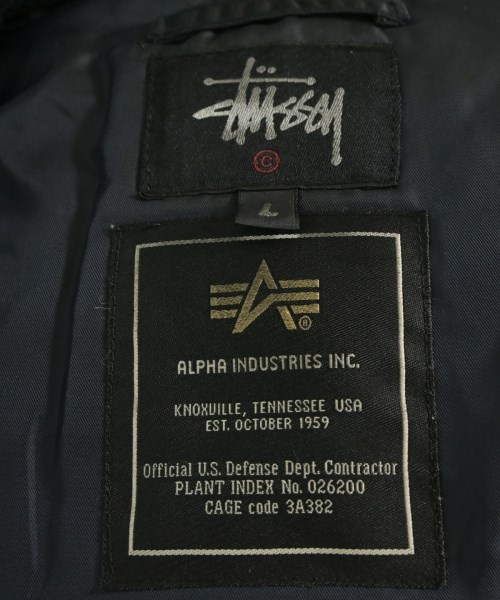 Stüssy
©
L
®
ALPHA INDUSTRIES INC.
KNOXVILLE, TENNESSEE USA
EST. OCTOBER 1959
Official U.S. Defense Dept. Contractor
PLANT INDEX No. 026200
CAGE code 3A382